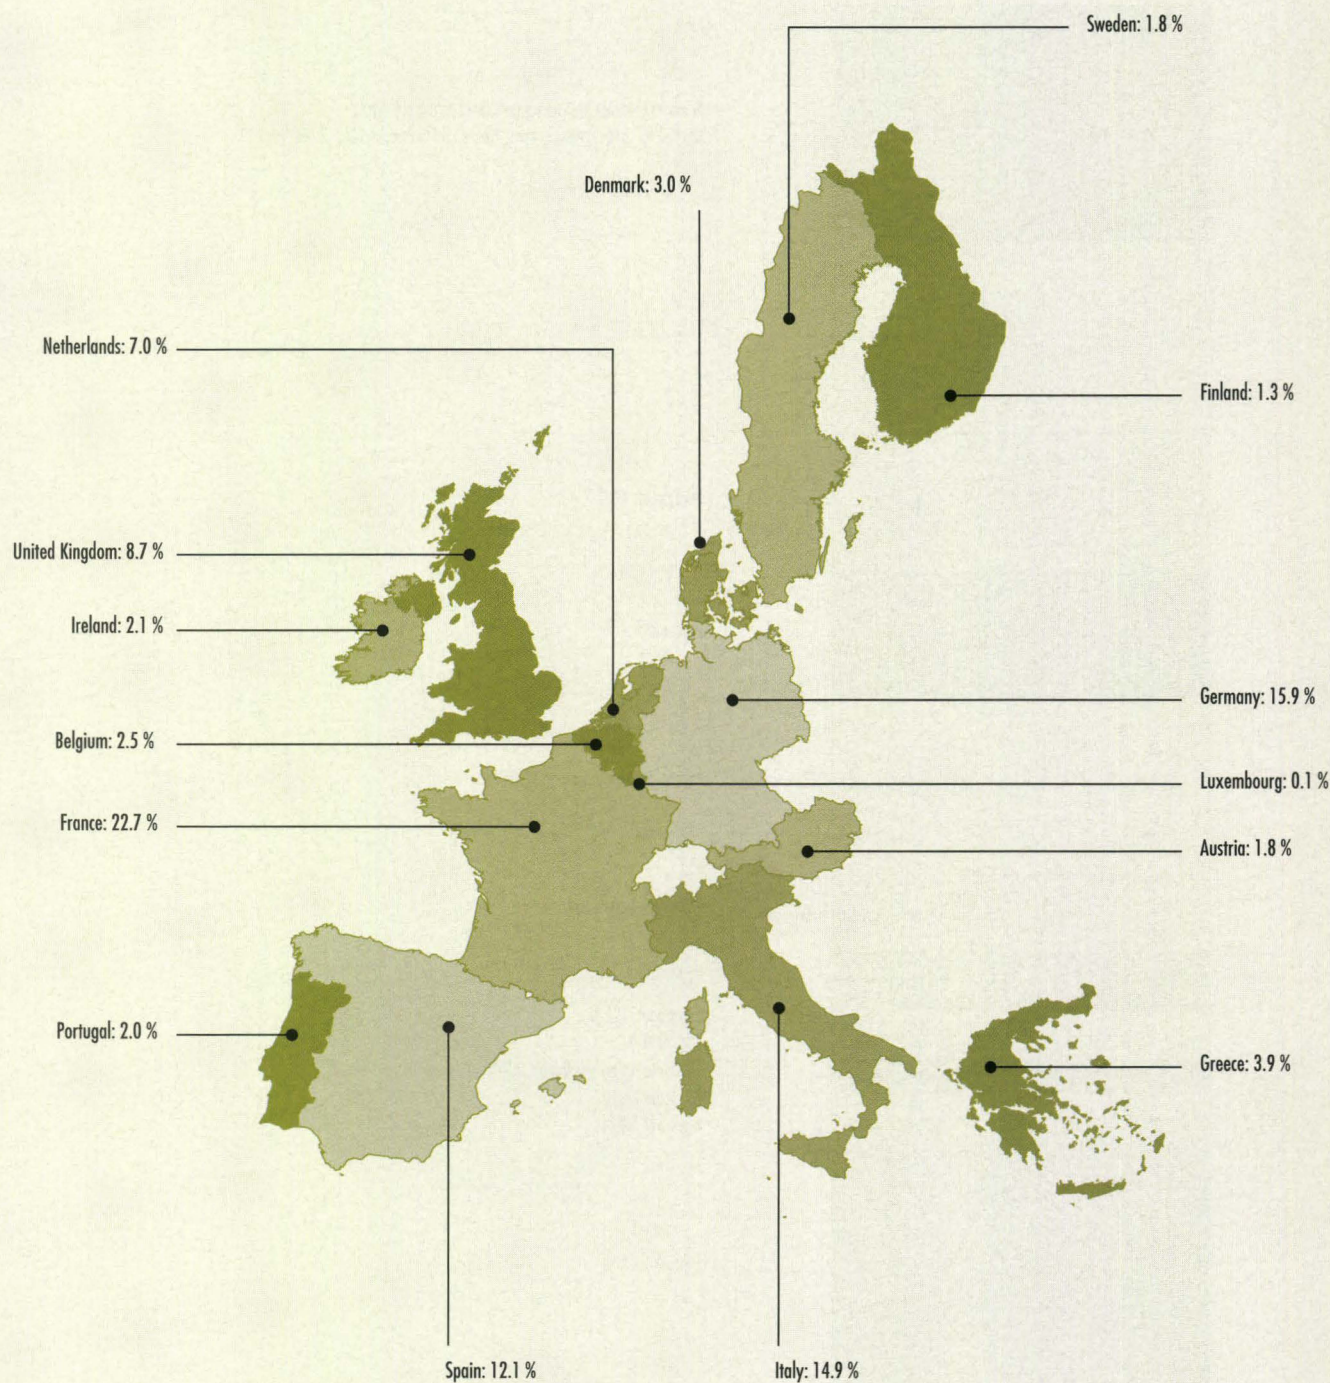 Sweden: 1.8 %
Denmark: 3.0 %
Netherlands: 7.0 %
Finland: 1.3 %
United Kingdom: 8.7 %
Ireland: 2.1 %
Germany: 15.9 %
Belgium: 2.5 %
Luxembourg: 0.1 %
France: 22.7 %
Austria: 1.8 %
Portugal: 2.0 %
Greece: 3.9 %
Spain: 12.1 %
Italy: 14.9 %